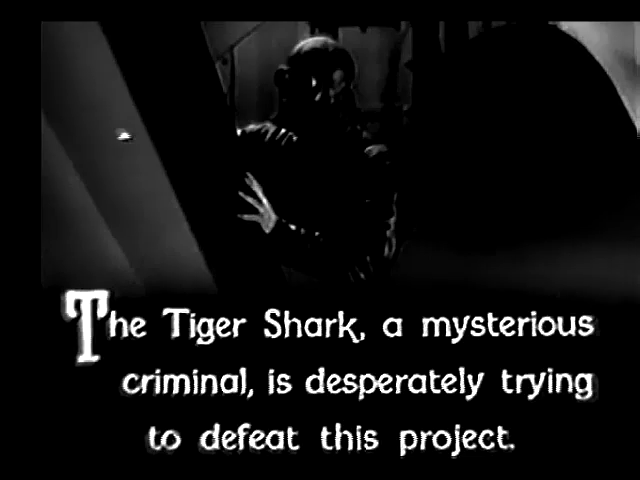 The Tiger Shark, a mysterious
criminal, is desperately trying
to defeat this project.